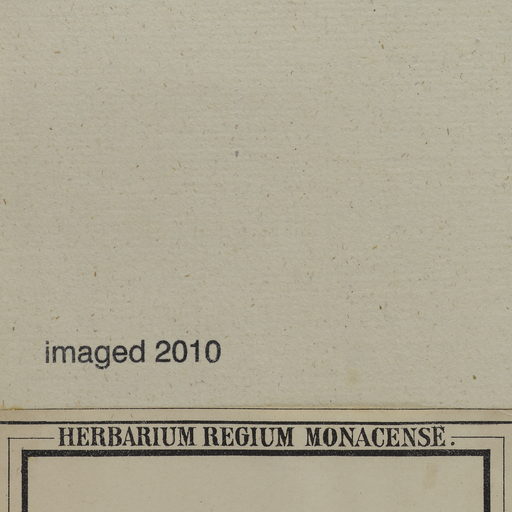 imaged 2010
HERBARIUM REGIUM MONACENSE.